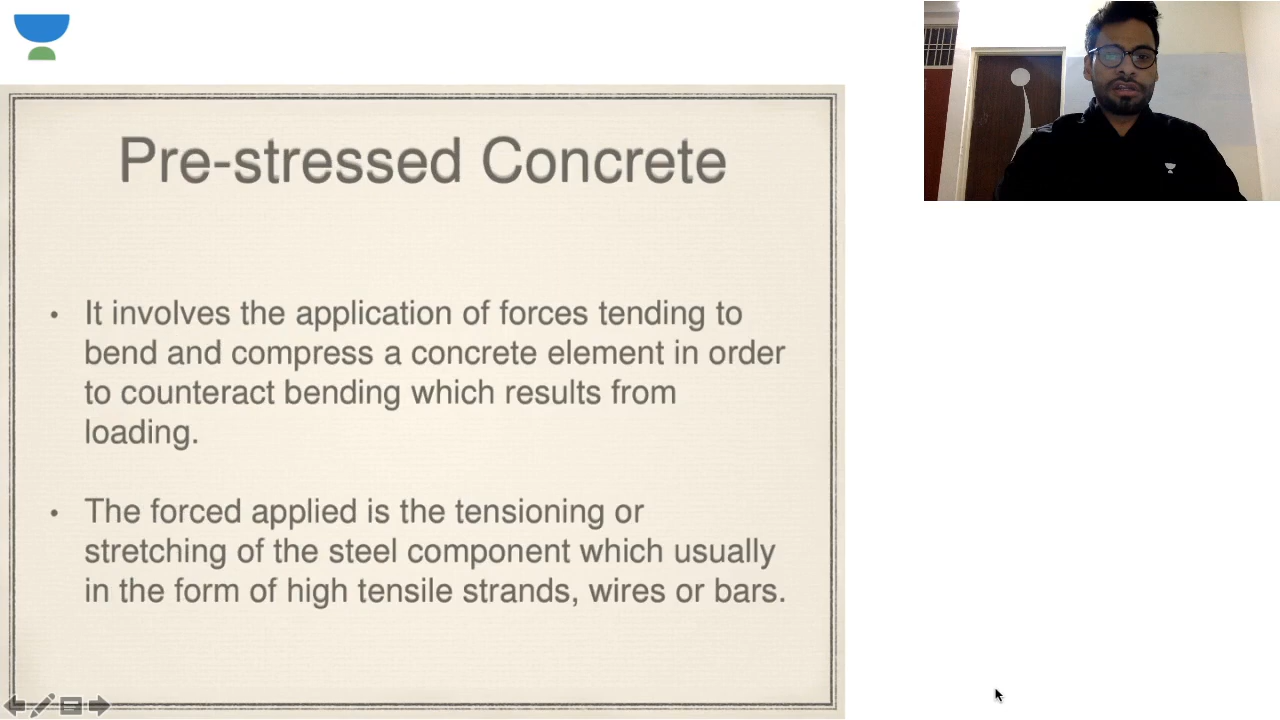 Pre-stressed Concrete
• It involves the application of forces tending to
bend and compress a concrete element in order
to counteract bending which results from
loading.
• The forced applied is the tensioning or
stretching of the steel component which usually
in the form of high tensile strands, wires or bars.